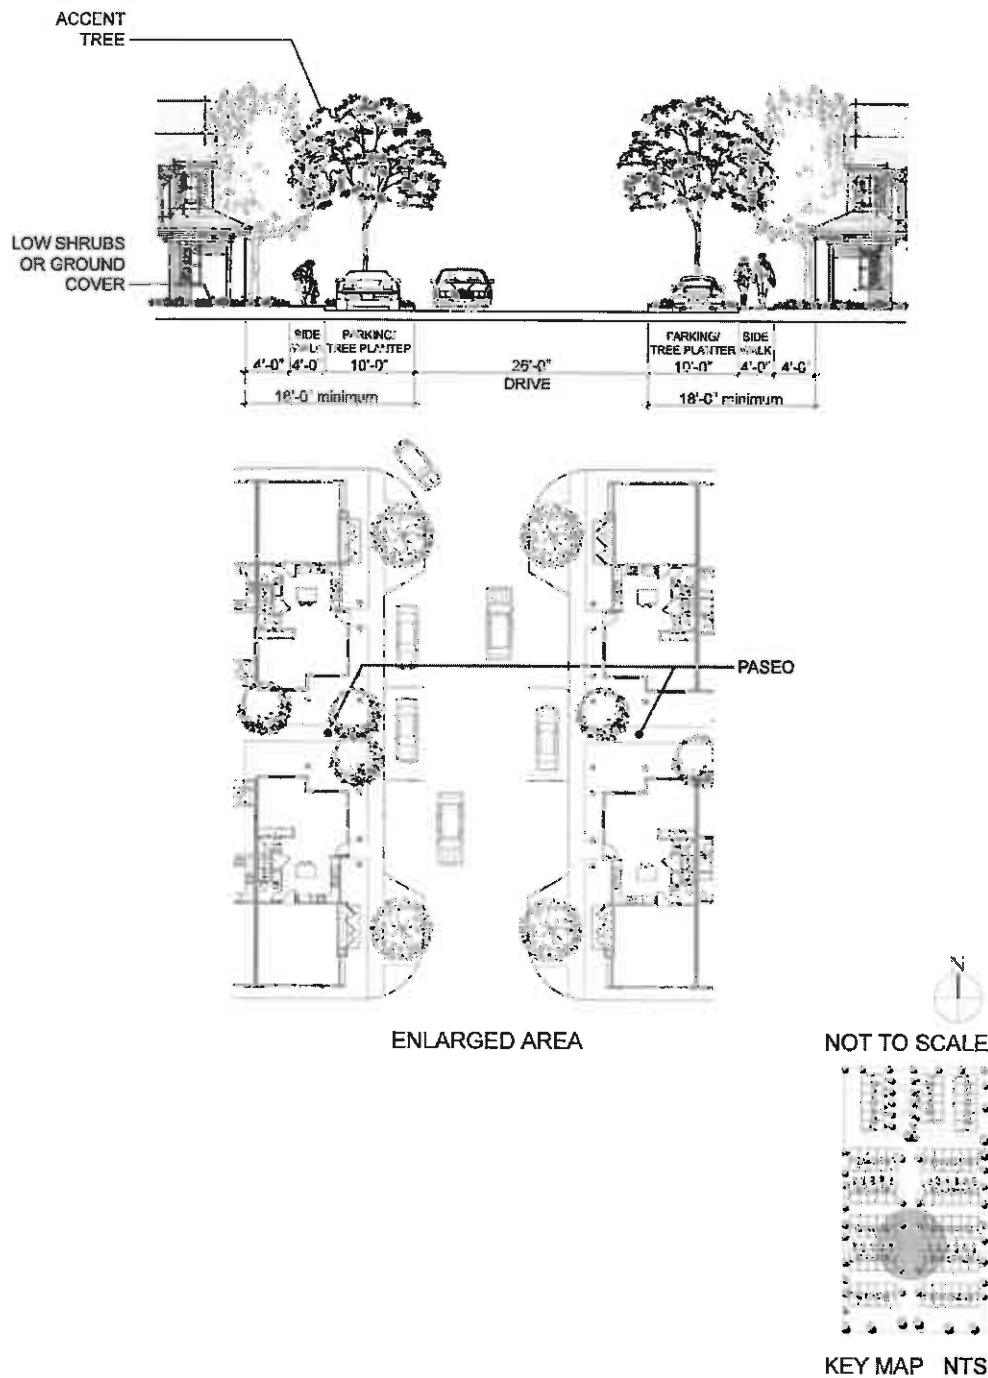 ACCENT
TREE
LOW SHRUBS
OR GROUND
COVER
SIDE PARKING/
TREE PLANTER
4'-0" 4'-0" 10'-0"
18'-0" minimum
26'-0"
DRIVE
PARKING/ SIDE
TREE PLANTER WALK
10'-0" 4'-0" 4'-0"
18'-0" minimum
PASEO
ENLARGED AREA
N
NOT TO SCALE
KEY MAP NTS